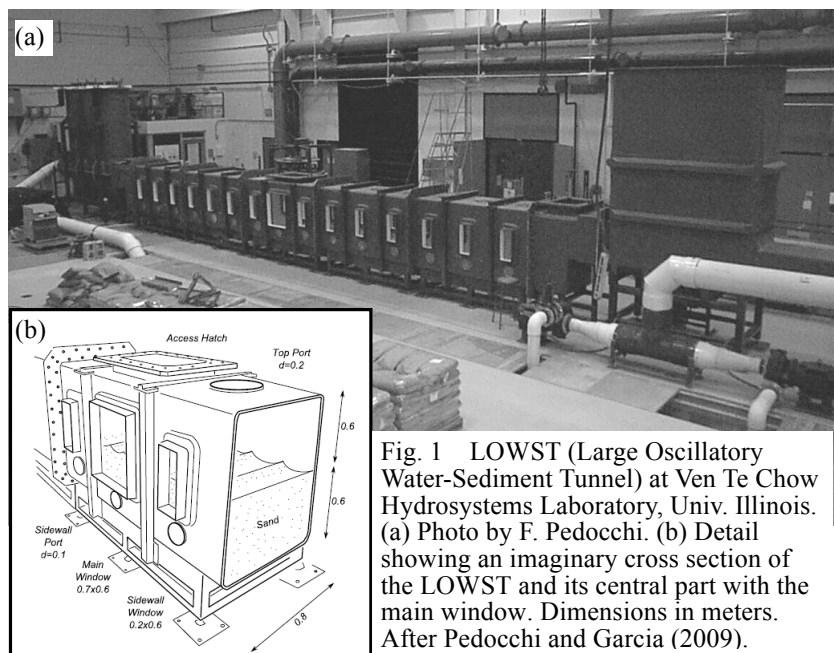 (a)
(b)
Access Hatch
Top Port
d=0.2
0.6
0.6
Sand
Sidewall
Port
d=0.1
Main
Window
0.7x0.6
Sidewall
Window
0.2x0.6
0.8
Fig. 1 LOWST (Large Oscillatory
Water-Sediment Tunnel) at Ven Te Chow
Hydrosystems Laboratory, Univ. Illinois.
(a) Photo by F. Pedocchi. (b) Detail
showing an imaginary cross section of
the LOWST and its central part with the
main window. Dimensions in meters.
After Pedocchi and Garcia (2009).